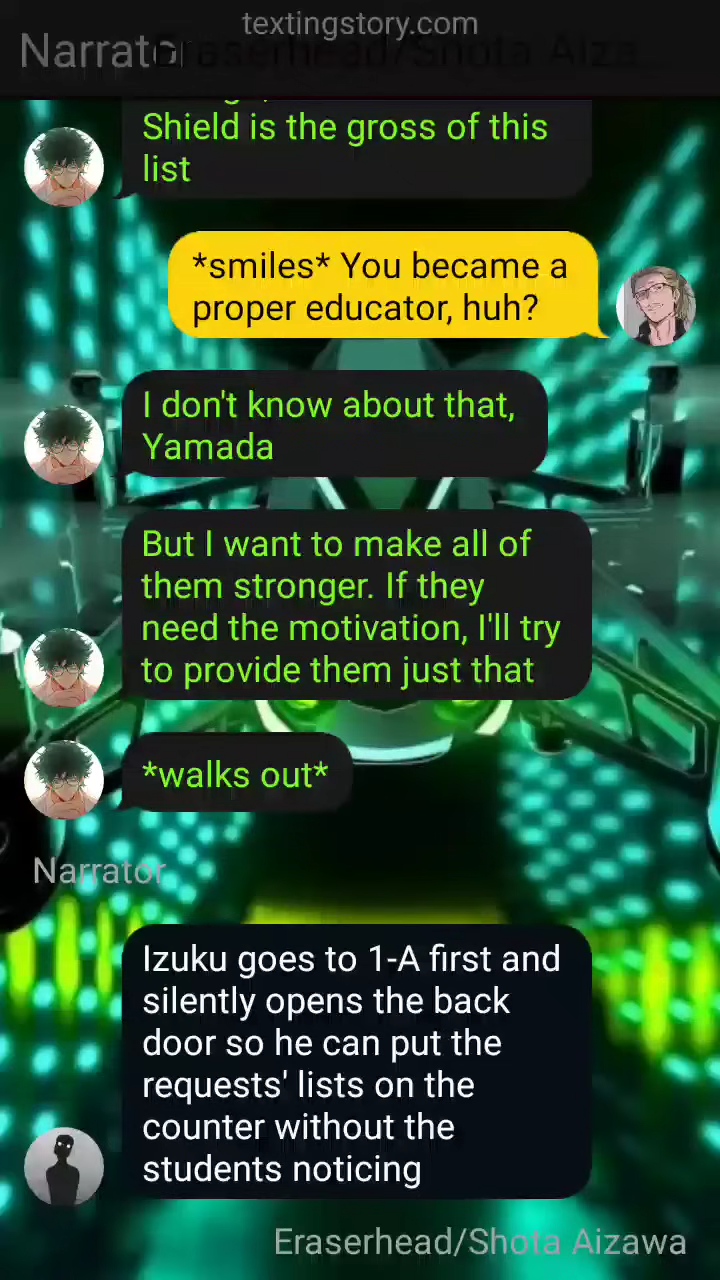 textingstory.com
Narrator
Eraserhead/Shota Aiza...
Shield is the gross of this
list
*smiles* You became a
proper educator, huh?
I don't know about that,
Yamada
But I want to make all of
them stronger. If they
need the motivation, I'll try
to provide them just that
*walks out*
Narrator
Izuku goes to 1-A first and
silently opens the back
door so he can put the
requests' lists on the
counter without the
students noticing
Eraserhead/Shota Aizawa